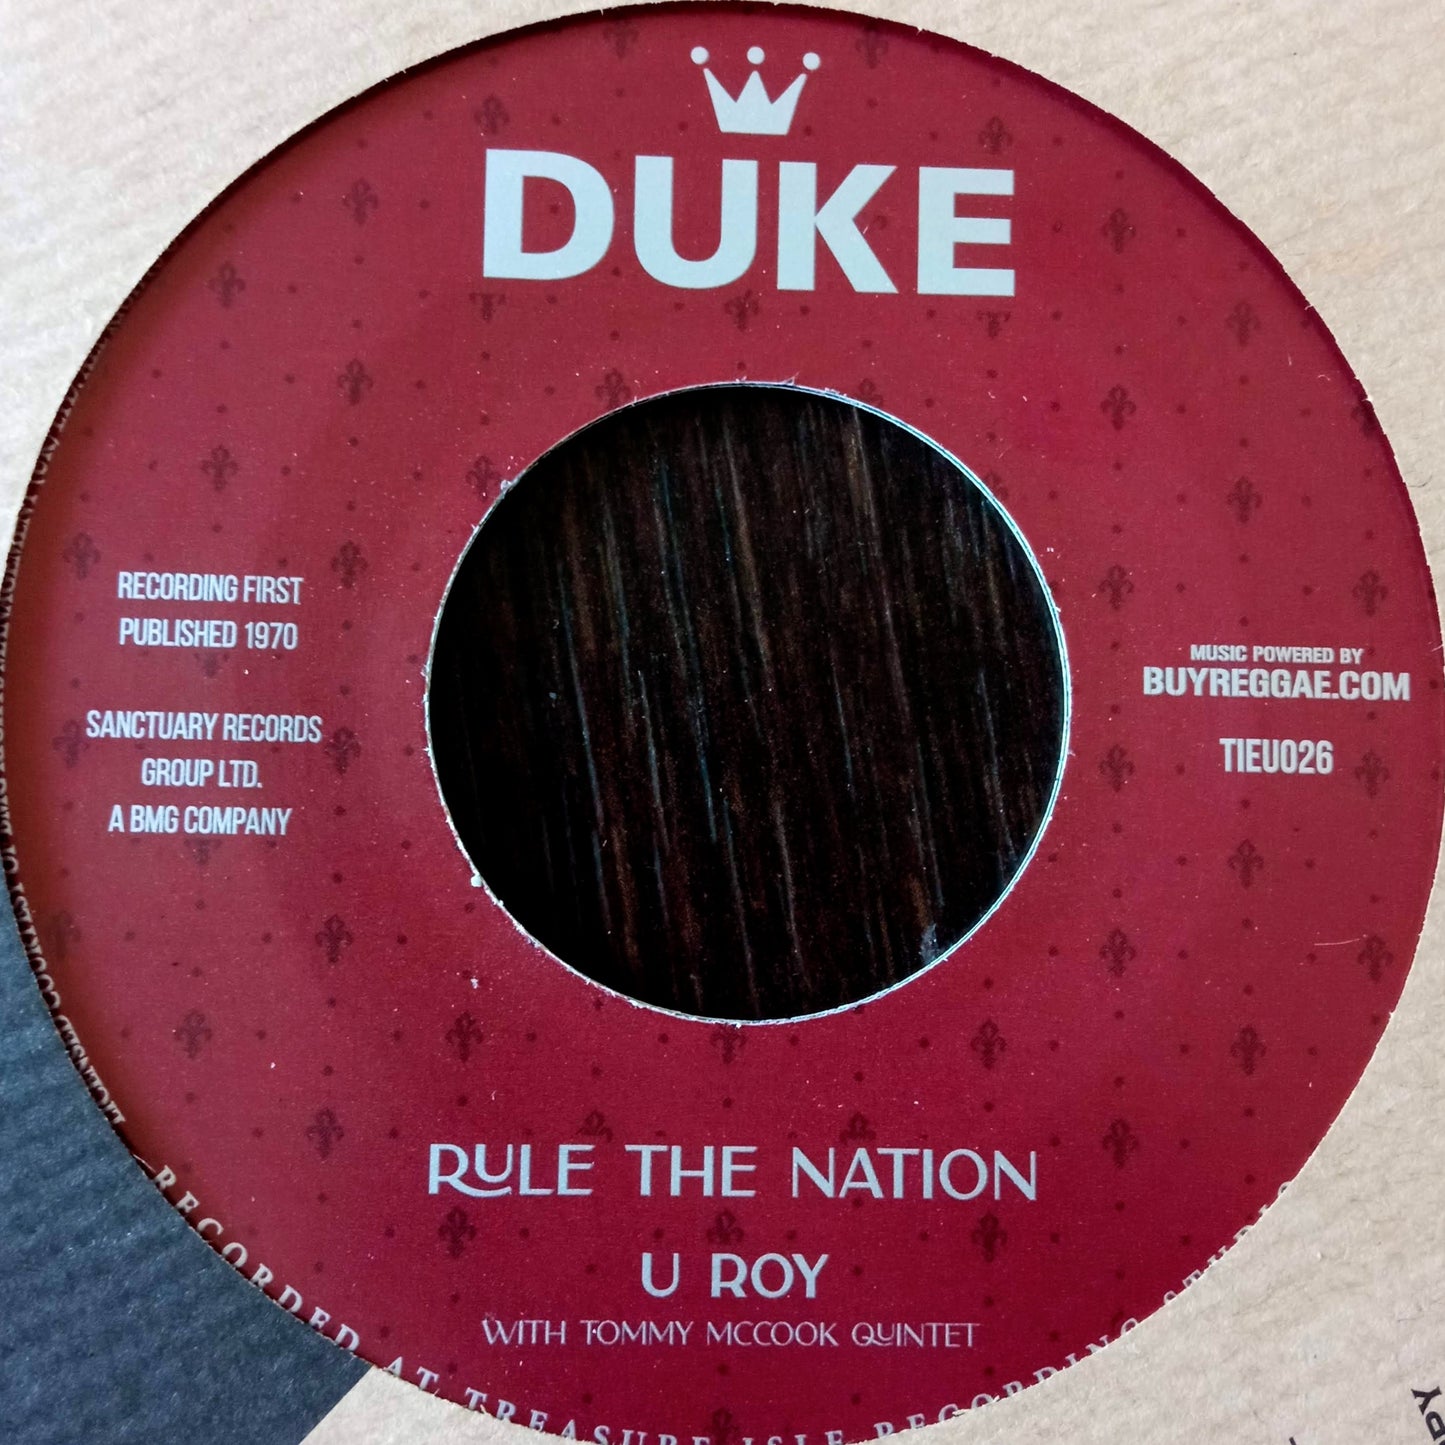 DUKE
RECORDING FIRST
PUBLISHED 1970
SANCTUARY RECORDS
GROUP LTD.
A BMG COMPANY
MUSIC POWERED BY
BUYREGGAE.COM
TIEU026
RULE THE NATION
U ROY
WITH TOMMY MCCOOK QUINTET
RECORDED AT TREASURE ISLE RECORDING STUDIO